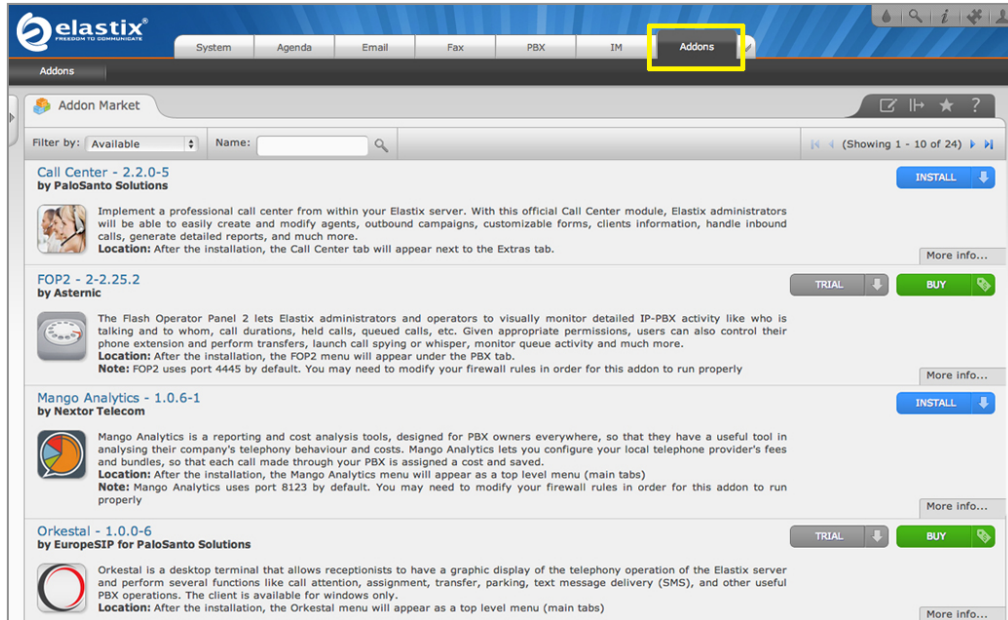 elastix®
FREEDOM TO COMMUNICATE
System Agenda Email Fax PBX IM Addons
Addons
Addon Market
Filter by: Available Name: (Showing 1 - 10 of 24)
Call Center - 2.2.0-5
by PaloSanto Solutions
INSTALL
Implement a professional call center from within your Elastix server. With this official Call Center module, Elastix administrators
will be able to easily create and modify agents, outbound campaigns, customizable forms, clients information, handle inbound
calls, generate detailed reports, and much more.
Location: After the installation, the Call Center tab will appear next to the Extras tab.
More info...
FOP2 - 2-2.25.2
by Asternic
TRIAL BUY
The Flash Operator Panel 2 lets Elastix administrators and operators to visually monitor detailed IP-PBX activity like who is
talking and to whom, call durations, held calls, queued calls, etc. Given appropriate permissions, users can also control their
phone extension and perform transfers, launch call spying or whisper, monitor queue activity and much more.
Location: After the installation, the FOP2 menu will appear under the PBX tab.
Note: FOP2 uses port 4445 by default. You may need to modify your firewall rules in order for this addon to run properly
More info...
Mango Analytics - 1.0.6-1
by Nextor Telecom
INSTALL
Mango Analytics is a reporting and cost analysis tools, designed for PBX owners everywhere, so that they have a useful tool in
analysing their company's telephony behaviour and costs. Mango Analytics lets you configure your local telephone provider's fees
and bundles, so that each call made through your PBX is assigned a cost and saved.
Location: After the installation, the Mango Analytics menu will appear as a top level menu (main tabs)
Note: Mango Analytics uses port 8123 by default. You may need to modify your firewall rules in order for this addon to run
properly
More info...
Orkestal - 1.0.0-6
by EuropeSIP for PaloSanto Solutions
TRIAL BUY
Orkestal is a desktop terminal that allows receptionists to have a graphic display of the telephony operation of the Elastix server
and perform several functions like call attention, assignment, transfer, parking, text message delivery (SMS), and other useful
PBX operations. The client is available for windows only.
Location: After the installation, the Orkestal menu will appear as a top level menu (main tabs)
More info...